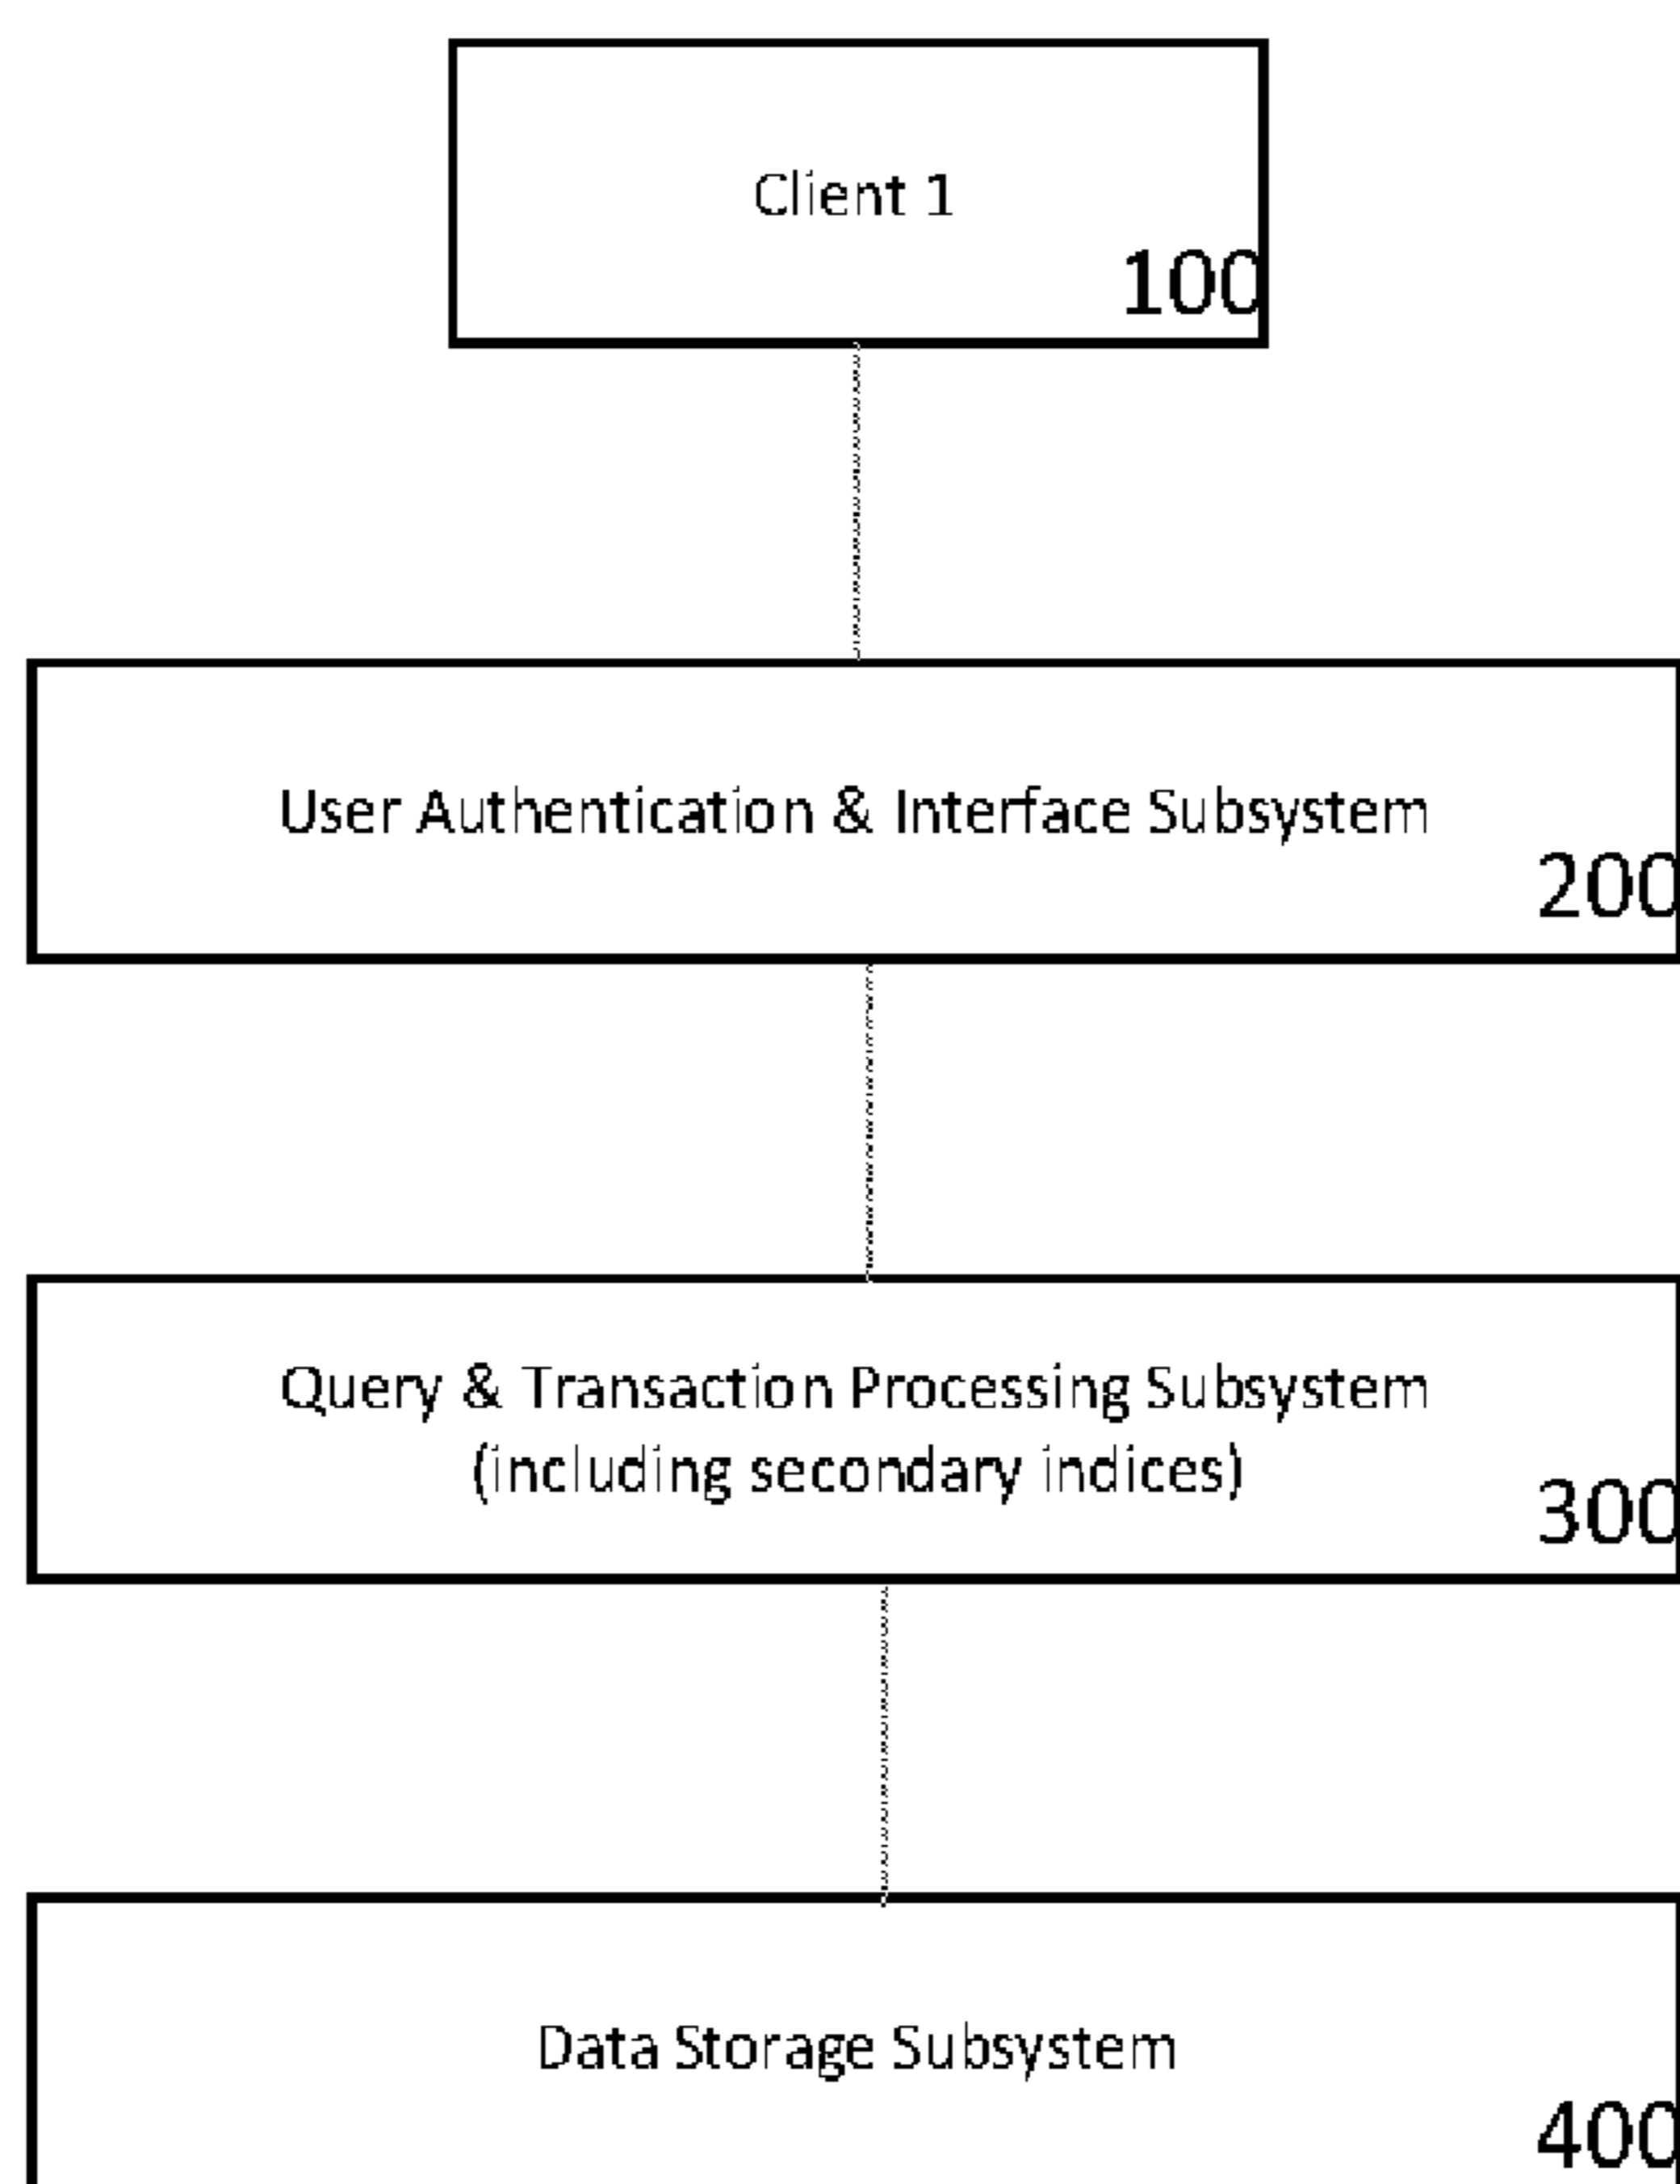 Client 1
100
User Authentication & Interface Subsystem
200
Query & Transaction Processing Subsystem
(including secondary indices)
300
Data Storage Subsystem
400